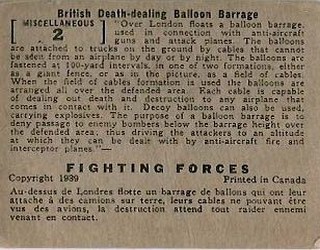 British Death-dealing Balloon Barrage
[ MISCELLANEOUS 2 ] "Over London floats a balloon barrage,
used in connection with anti-aircraft
guns and attack planes. The balloons
are attached to trucks on the ground by cables that cannot
be seen from an airplane by day or by night. The balloons are
fastened at 100-yard intervals, in one of two formations, either
as a giant fence, or as in the picture, as a field of cables.
When the field of cables formation is used the balloons are
arranged all over the defended area. Each cable is capable
of dealing out death and destruction to any airplane that
comes in contact with it. Decoy balloons can also be used,
carrying explosives. The purpose of a balloon barrage is to
deny passage to enemy bombers below the barrage height over
the defended area, thus driving the attackers to an altitude
at which they can be dealt with by anti-aircraft fire and
interceptor planes."—
FIGHTING FORCES
Copyright 1939 Printed in Canada
Au-dessus de Londres flotte un barrage de ballons qui ont leur
attache à des camions sur terre, leurs cables ne pouvant être
vus des avions, la destruction attend tout raider ennemi
venant en contact.